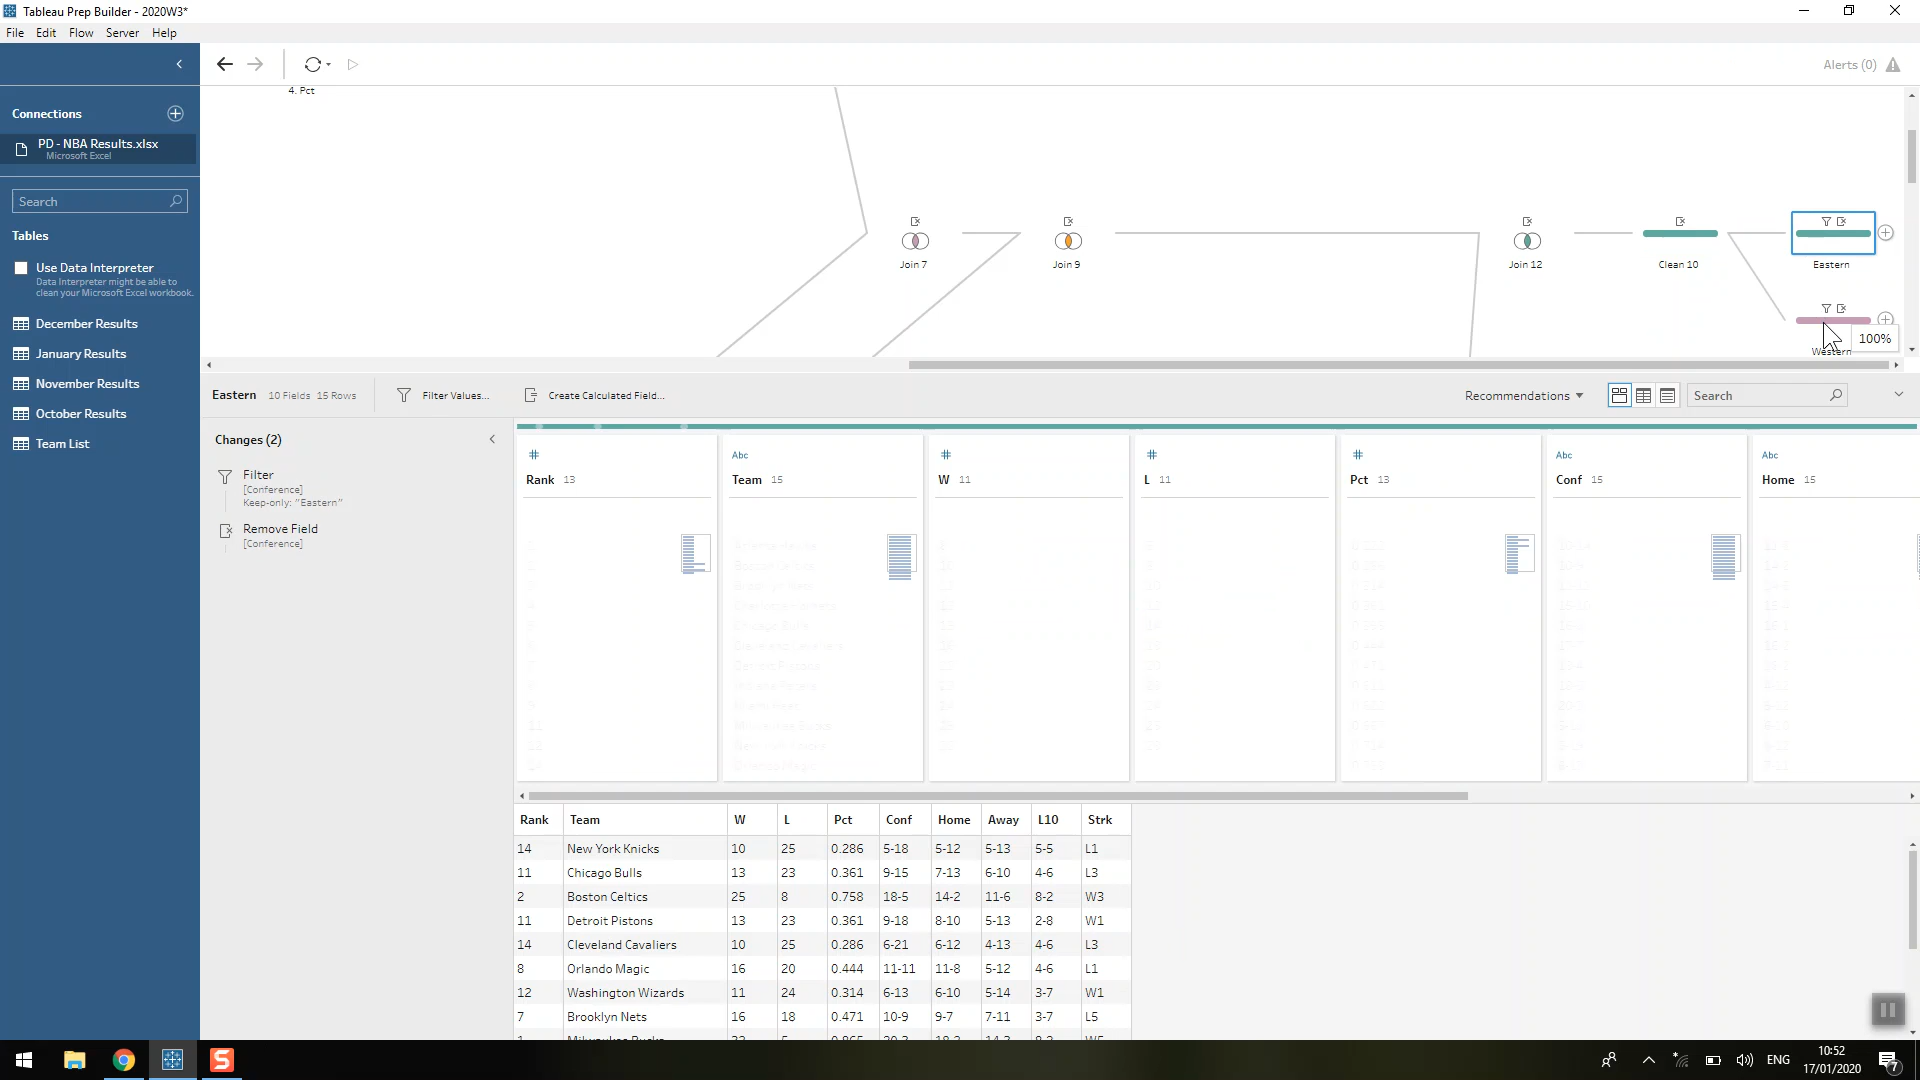 Tableau Prep Builder - 2020W3*
File Edit Flow Server Help
Alerts (0)
4. Pct
Connections
PD - NBA Results.xlsx
Microsoft Excel
Search
Tables
Use Data Interpreter
Data Interpreter might be able to
clean your Microsoft Excel workbook.
December Results
January Results
November Results
October Results
Team List
Join 7
Join 9
Join 12
Clean 10
Eastern
Western
100%
Eastern 10 Fields 15 Rows
Filter Values...
Create Calculated Field...
Recommendations
Search
Changes (2)
Filter
[Conference]
Keep-only: "Eastern"
Remove Field
[Conference]
# Abc # # # Abc Abc
Rank 13 Team 15 W 11 L 11 Pct 13 Conf 15 Home 15
Rank Team W L Pct Conf Home Away L10 Strk
14 New York Knicks 10 25 0.286 5-18 5-12 5-13 5-5 L1
11 Chicago Bulls 13 23 0.361 9-15 7-13 6-10 4-6 L3
2 Boston Celtics 25 8 0.758 18-5 14-2 11-6 8-2 W3
11 Detroit Pistons 13 23 0.361 9-18 8-10 5-13 2-8 W1
14 Cleveland Cavaliers 10 25 0.286 6-21 6-12 4-13 4-6 L3
8 Orlando Magic 16 20 0.444 11-11 11-8 5-12 4-6 L1
12 Washington Wizards 11 24 0.314 6-13 6-10 5-14 3-7 W1
7 Brooklyn Nets 16 18 0.471 10-9 9-7 7-11 3-7 L5
ENG
10:52
17/01/2020
7